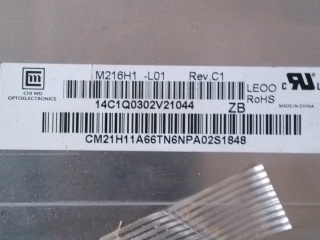 CHI MEI
OPTOELECTRONICS
M216H1 -L01 Rev.C1
14C1Q0302V21044
ZB
LEOO
RoHS
MADE IN CHINA
CM21H11A66TN6NPA02S1848